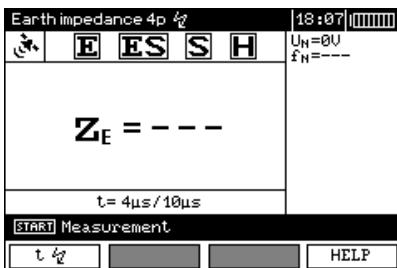 Earth impedance 4p 18:07
E ES S H
UN=0V
fN=---
ZE = - - -
t= 4µs/10µs
START Measurement
t HELP